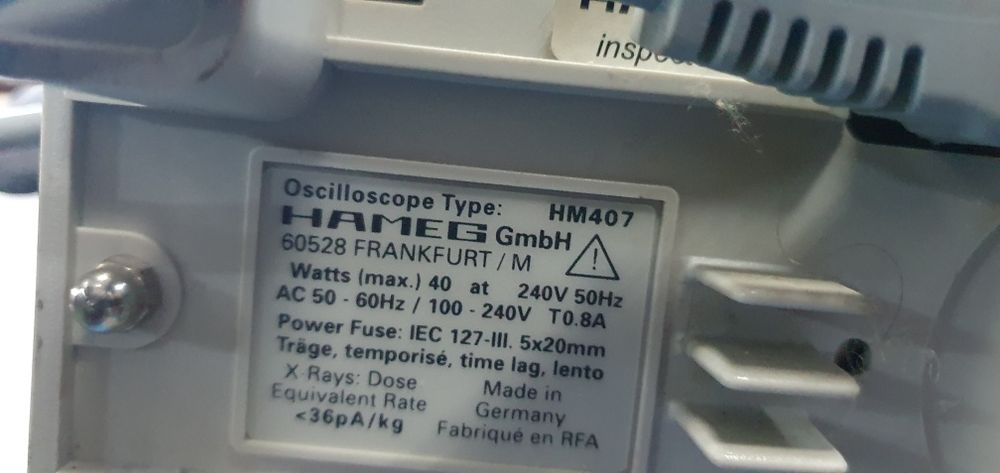 Oscilloscope Type: HM407
HAMEG GmbH
60528 FRANKFURT / M
Watts (max.) 40 at 240V 50Hz
AC 50 - 60Hz / 100 - 240V T0.8A
Power Fuse: IEC 127-III. 5x20mm
Träge, temporisé, time lag, lento
X-Rays: Dose
Equivalent Rate
<36pA/kg
Made in
Germany
Fabriqué en RFA